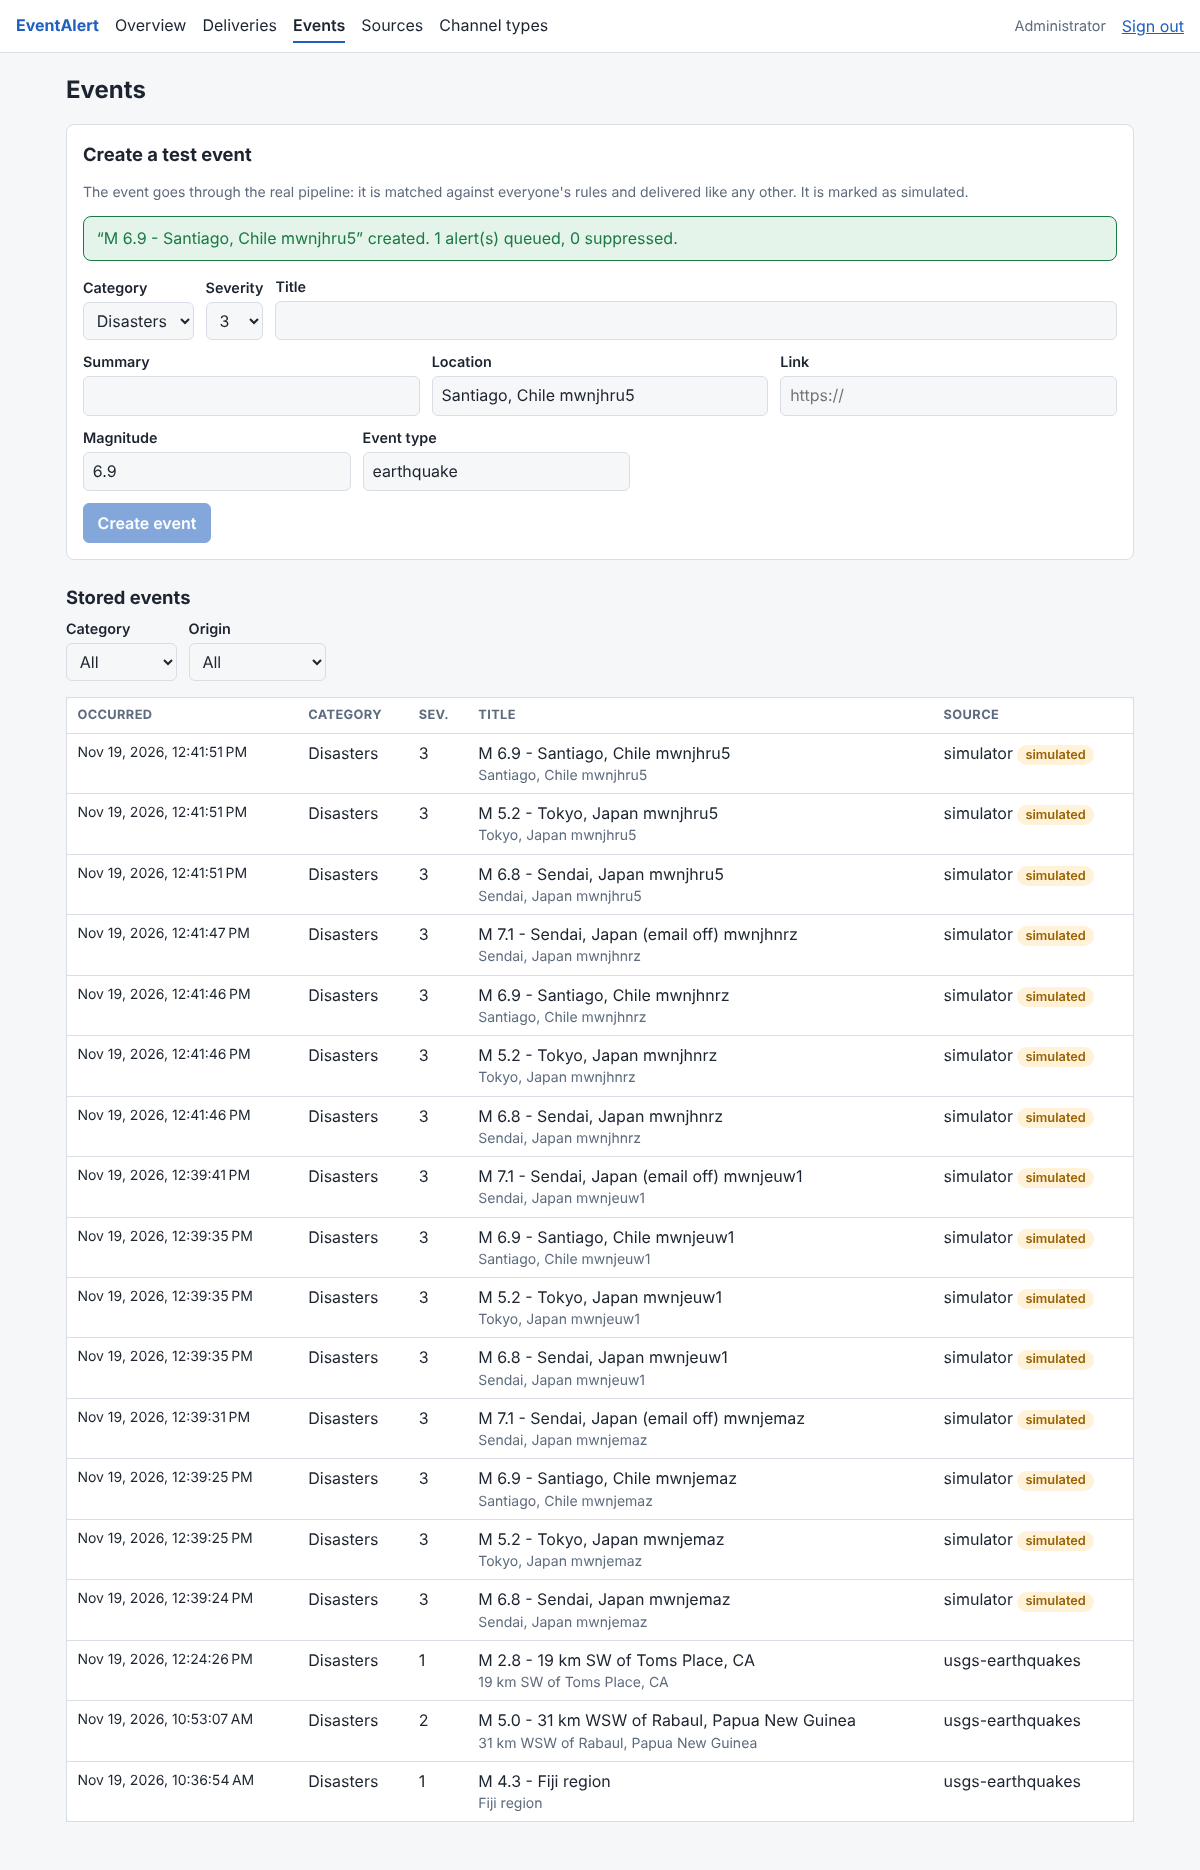 EventAlert Overview Deliveries Events Sources Channel types Administrator Sign out
Events
Create a test event
The event goes through the real pipeline: it is matched against everyone's rules and delivered like any other. It is marked as simulated.
“M 6.9 - Santiago, Chile mwnjhru5” created. 1 alert(s) queued, 0 suppressed.
Category Severity Title
Disasters 3
Summary Location Link
Santiago, Chile mwnjhru5 https://
Magnitude Event type
6.9 earthquake
Create event
Stored events
Category Origin
All All
OCCURRED CATEGORY SEV. TITLE SOURCE
Nov 19, 2026, 12:41:51 PM Disasters 3 M 6.9 - Santiago, Chile mwnjhru5 simulator simulated
Santiago, Chile mwnjhru5
Nov 19, 2026, 12:41:51 PM Disasters 3 M 5.2 - Tokyo, Japan mwnjhru5 simulator simulated
Tokyo, Japan mwnjhru5
Nov 19, 2026, 12:41:51 PM Disasters 3 M 6.8 - Sendai, Japan mwnjhru5 simulator simulated
Sendai, Japan mwnjhru5
Nov 19, 2026, 12:41:47 PM Disasters 3 M 7.1 - Sendai, Japan (email off) mwnjhnrz simulator simulated
Sendai, Japan mwnjhnrz
Nov 19, 2026, 12:41:46 PM Disasters 3 M 6.9 - Santiago, Chile mwnjhnrz simulator simulated
Santiago, Chile mwnjhnrz
Nov 19, 2026, 12:41:46 PM Disasters 3 M 5.2 - Tokyo, Japan mwnjhnrz simulator simulated
Tokyo, Japan mwnjhnrz
Nov 19, 2026, 12:41:46 PM Disasters 3 M 6.8 - Sendai, Japan mwnjhnrz simulator simulated
Sendai, Japan mwnjhnrz
Nov 19, 2026, 12:39:41 PM Disasters 3 M 7.1 - Sendai, Japan (email off) mwnjeuw1 simulator simulated
Sendai, Japan mwnjeuw1
Nov 19, 2026, 12:39:35 PM Disasters 3 M 6.9 - Santiago, Chile mwnjeuw1 simulator simulated
Santiago, Chile mwnjeuw1
Nov 19, 2026, 12:39:35 PM Disasters 3 M 5.2 - Tokyo, Japan mwnjeuw1 simulator simulated
Tokyo, Japan mwnjeuw1
Nov 19, 2026, 12:39:35 PM Disasters 3 M 6.8 - Sendai, Japan mwnjeuw1 simulator simulated
Sendai, Japan mwnjeuw1
Nov 19, 2026, 12:39:31 PM Disasters 3 M 7.1 - Sendai, Japan (email off) mwnjemaz simulator simulated
Sendai, Japan mwnjemaz
Nov 19, 2026, 12:39:25 PM Disasters 3 M 6.9 - Santiago, Chile mwnjemaz simulator simulated
Santiago, Chile mwnjemaz
Nov 19, 2026, 12:39:25 PM Disasters 3 M 5.2 - Tokyo, Japan mwnjemaz simulator simulated
Tokyo, Japan mwnjemaz
Nov 19, 2026, 12:39:24 PM Disasters 3 M 6.8 - Sendai, Japan mwnjemaz simulator simulated
Sendai, Japan mwnjemaz
Nov 19, 2026, 12:24:26 PM Disasters 1 M 2.8 - 19 km SW of Toms Place, CA usgs-earthquakes
19 km SW of Toms Place, CA
Nov 19, 2026, 10:53:07 AM Disasters 2 M 5.0 - 31 km WSW of Rabaul, Papua New Guinea usgs-earthquakes
31 km WSW of Rabaul, Papua New Guinea
Nov 19, 2026, 10:36:54 AM Disasters 1 M 4.3 - Fiji region usgs-earthquakes
Fiji region